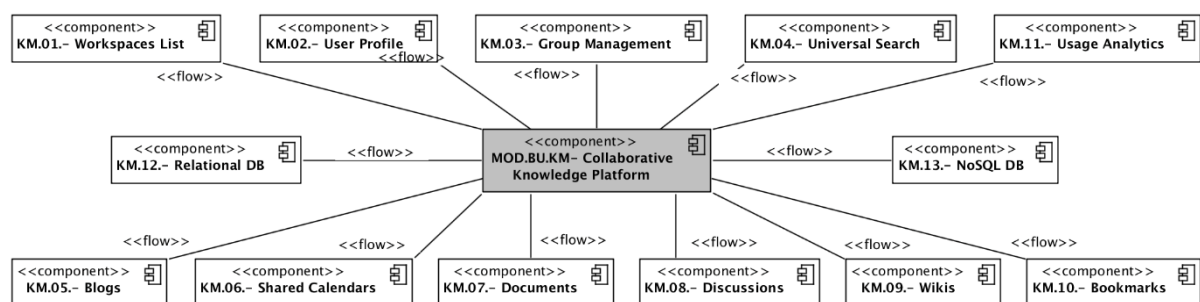 <<component>>
KM.01.- Workspaces List
<<component>>
KM.02.- User Profile
<<component>>
KM.03.- Group Management
<<component>>
KM.04.- Universal Search
<<component>>
KM.11.- Usage Analytics
<<flow>>
<<flow>>
<<flow>>
<<flow>>
<<flow>>
<<component>>
KM.12.- Relational DB
<<flow>>
<<component>>
MOD.BU.KM- Collaborative
Knowledge Platform
<<flow>>
<<component>>
KM.13.- NoSQL DB
<<flow>>
<<flow>>
<<flow>>
<<flow>>
<<flow>>
<<flow>>
<<component>>
KM.05.- Blogs
<<component>>
KM.06.- Shared Calendars
<<component>>
KM.07.- Documents
<<component>>
KM.08.- Discussions
<<component>>
KM.09.- Wikis
<<component>>
KM.10.- Bookmarks